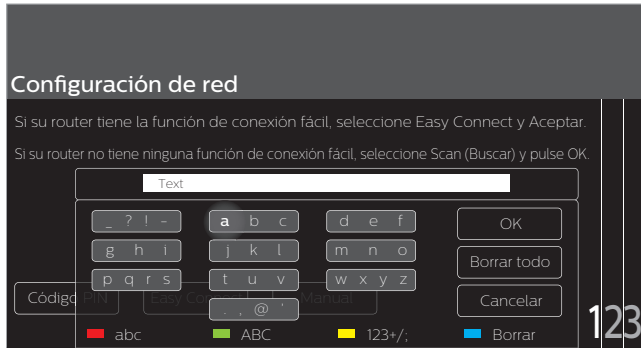 Configuración de red
Si su router tiene la función de conexión fácil, seleccione Easy Connect y Aceptar.
Si su router no tiene ninguna función de conexión fácil, seleccione Scan (Buscar) y pulse OK.
Text
_ ? ! - a b c d e f OK
g h i j k l m n o Borrar todo
p q r s t u v w x y z
Código PIN Easy Connect Manual
. , @ ' Cancelar
abc ABC 123+/; Borrar 123